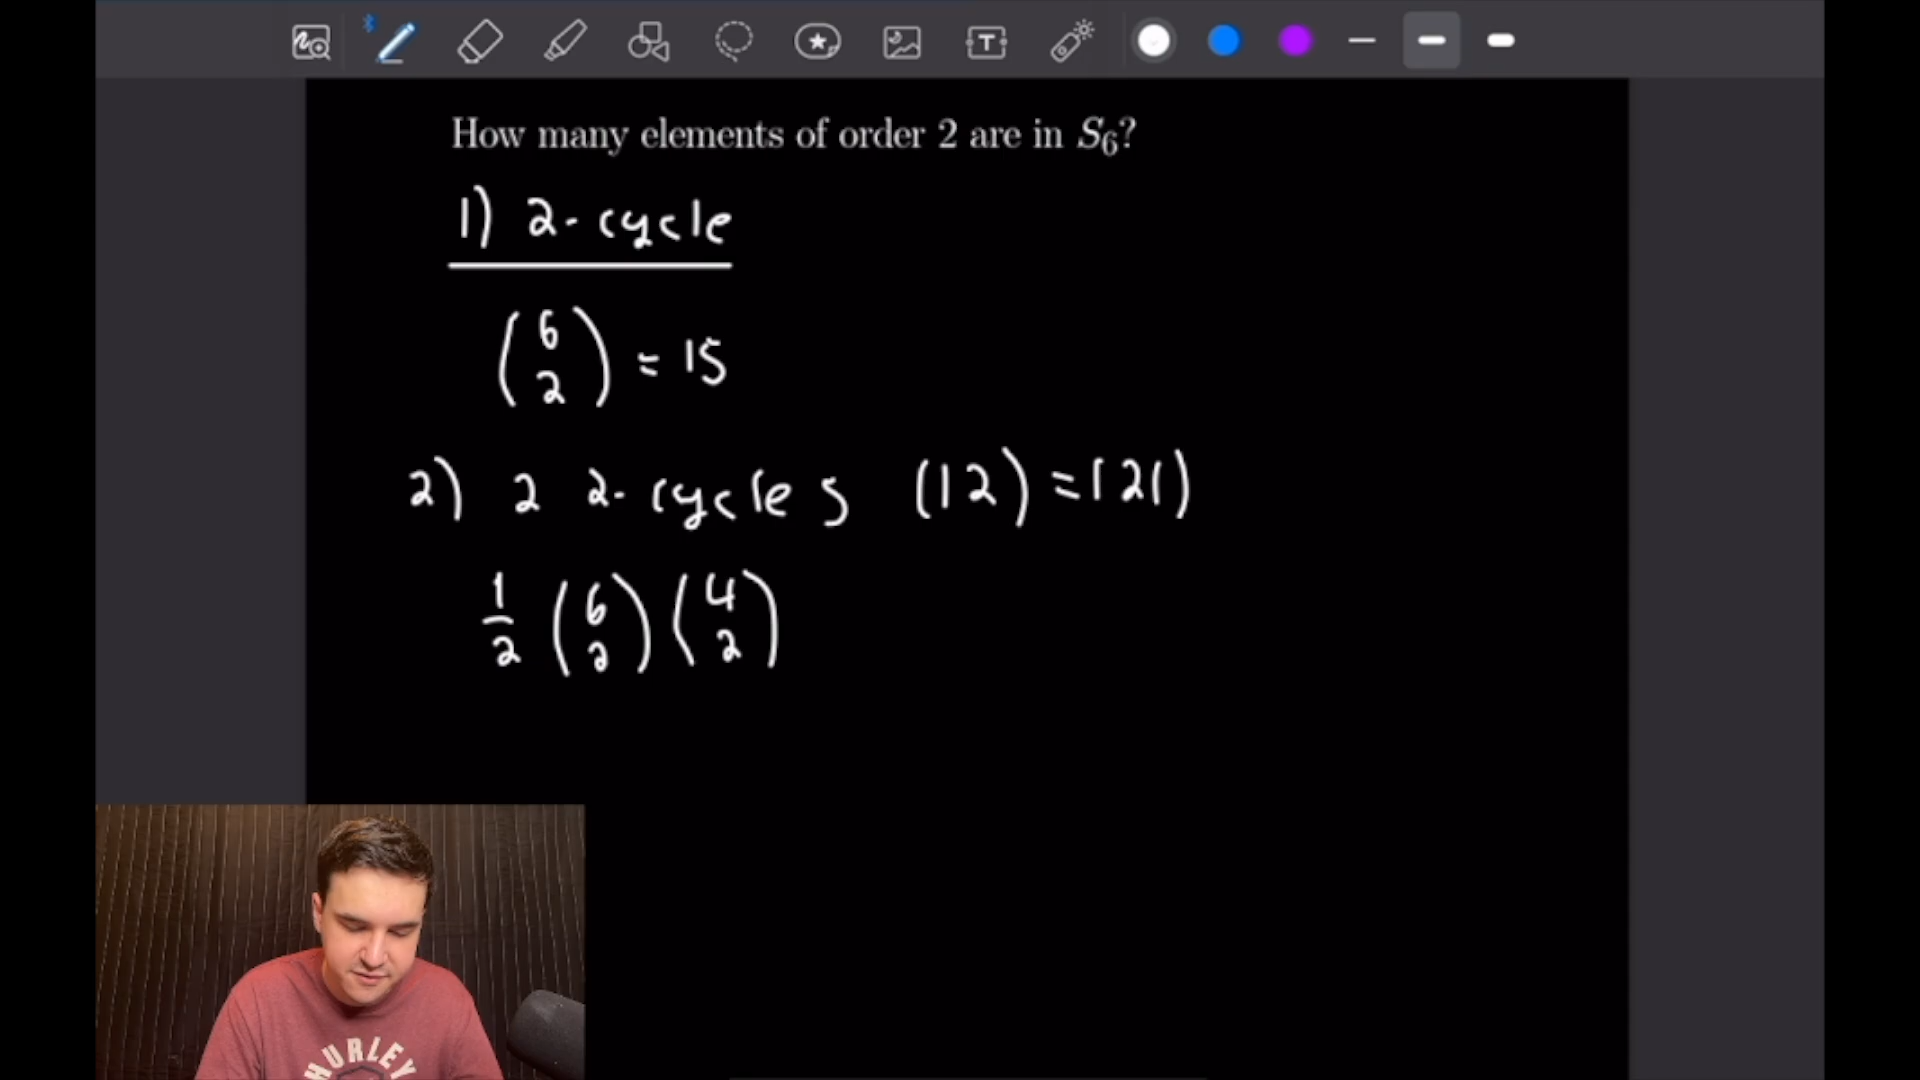 How many elements of order 2 are in S₆?
1) 2-cycle
(6 2) = 15
2) 2 2-cycles (12) = (21)
1/2 (6 2) (4 2)
T
HURLEY